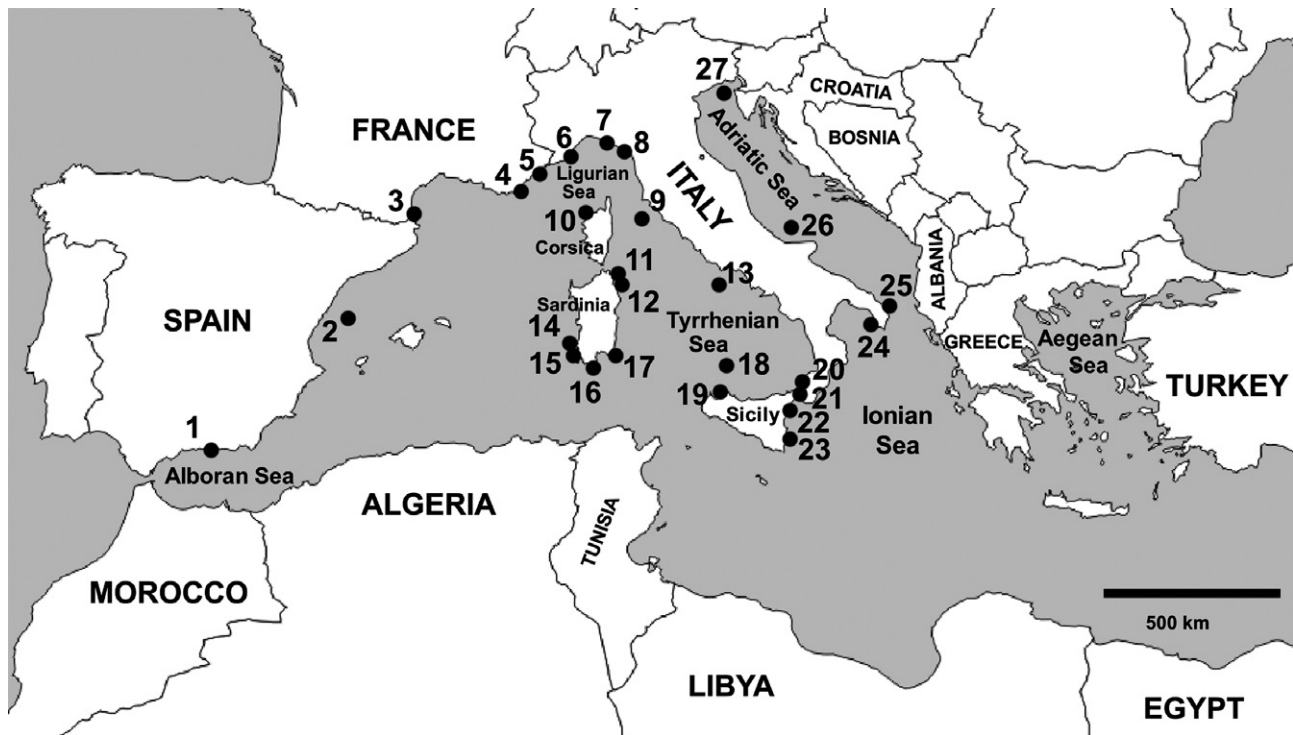 27
CROATIA
FRANCE
7
6
8
BOSNIA
Adriatic Sea
5
4
Ligurian
Sea
ITALY
3
10
9
Corsica
26
11
ALBANIA
13
12
25
SPAIN
2
Sardinia
14
Tyrrhenian
Sea
24
GREECE
Aegean
Sea
15
17
16
18
20
TURKEY
19
21
Sicily
22
Ionian
Sea
23
1
Alboran Sea
ALGERIA
TUNISIA
MOROCCO
500 km
LIBYA
EGYPT